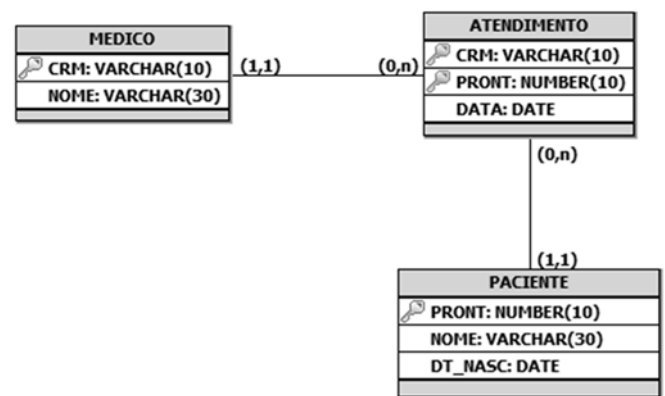 MEDICO
CRM: VARCHAR(10)
NOME: VARCHAR(30)
(1,1)
(0,n)
ATENDIMENTO
CRM: VARCHAR(10)
PRONT: NUMBER(10)
DATA: DATE
(0,n)
(1,1)
PACIENTE
PRONT: NUMBER(10)
NOME: VARCHAR(30)
DT_NASC: DATE